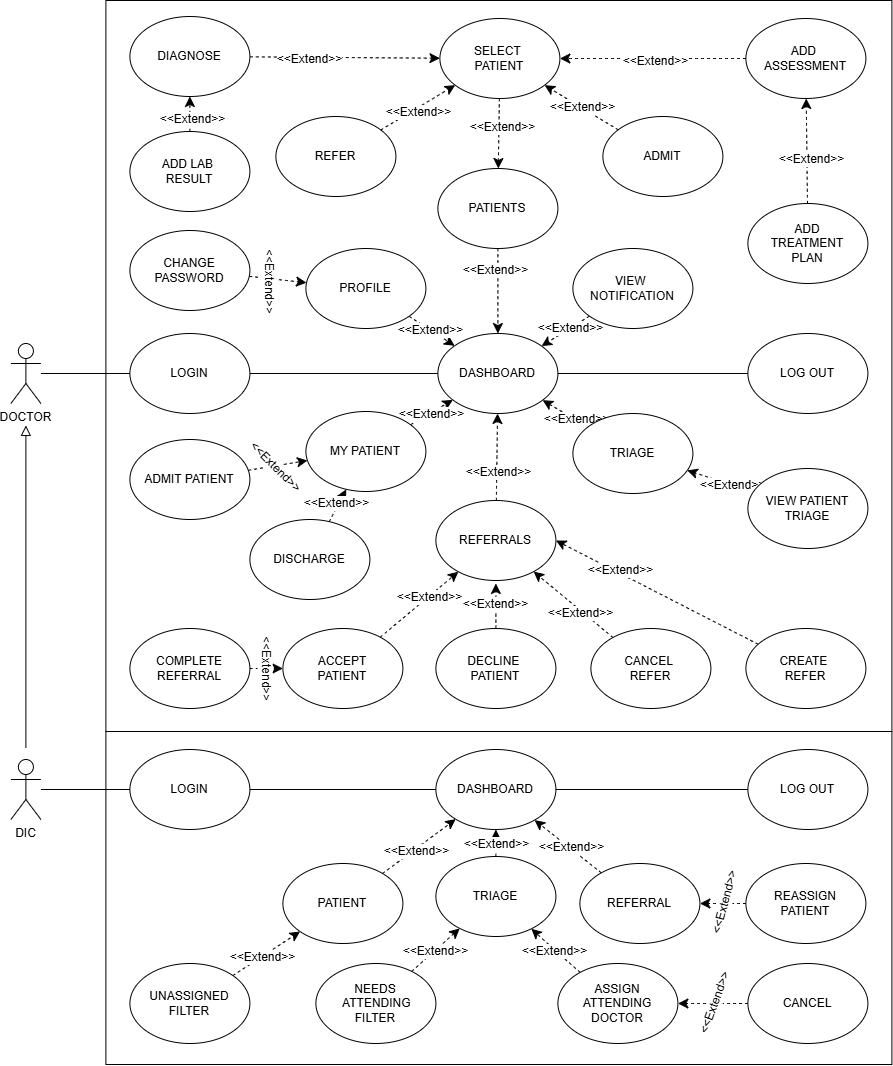 DIAGNOSE
<<Extend>>
SELECT
PATIENT
<<Extend>>
ADD
ASSESSMENT
<<Extend>>
<<Extend>>
<<Extend>>
<<Extend>>
REFER
ADMIT
<<Extend>>
ADD LAB
RESULT
PATIENTS
ADD
TREATMENT
PLAN
CHANGE
PASSWORD
<<Extend>>
PROFILE
<<Extend>>
VIEW
NOTIFICATION
<<Extend>>
<<Extend>>
DOCTOR
LOGIN
DASHBOARD
LOG OUT
<<Extend>>
<<Extend>>
ADMIT PATIENT
<<Extend>>
MY PATIENT
TRIAGE
<<Extend>>
<<Extend>>
<<Extend>>
VIEW PATIENT
TRIAGE
DISCHARGE
REFERRALS
<<Extend>>
<<Extend>>
<<Extend>>
<<Extend>>
COMPLETE
REFERRAL
<<Extend>>
ACCEPT
PATIENT
DECLINE
PATIENT
CANCEL
REFER
CREATE
REFER
DIC
LOGIN
DASHBOARD
LOG OUT
<<Extend>>
<<Extend>>
<<Extend>>
PATIENT
TRIAGE
REFERRAL
<<Extend>>
REASSIGN
PATIENT
<<Extend>>
<<Extend>>
<<Extend>>
UNASSIGNED
FILTER
NEEDS
ATTENDING
FILTER
ASSIGN
ATTENDING
DOCTOR
<<Extend>>
CANCEL